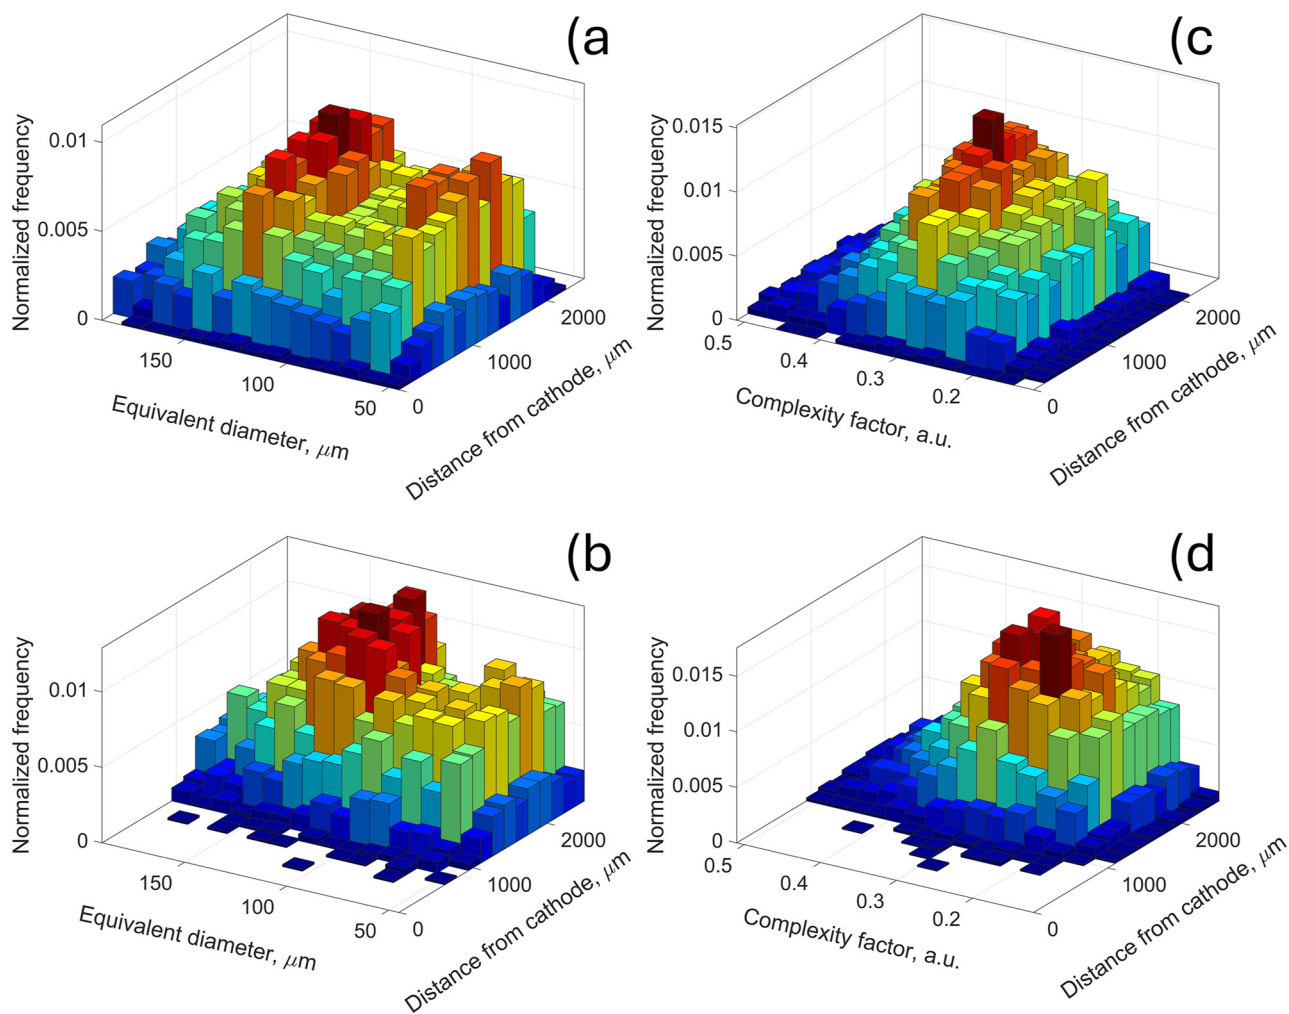 (a
Normalized frequency
0.01
0.005
0
150
100
50
0
1000
2000
Equivalent diameter, μm
Distance from cathode, μm
(c
Normalized frequency
0.015
0.01
0.005
0
0.5
0.4
0.3
0.2
0
1000
2000
Complexity factor, a.u.
Distance from cathode, μm
(b
Normalized frequency
0.01
0.005
0
150
100
50
0
1000
2000
Equivalent diameter, μm
Distance from cathode, μm
(d
Normalized frequency
0.015
0.01
0.005
0
0.5
0.4
0.3
0.2
0
1000
2000
Complexity factor, a.u.
Distance from cathode, μm